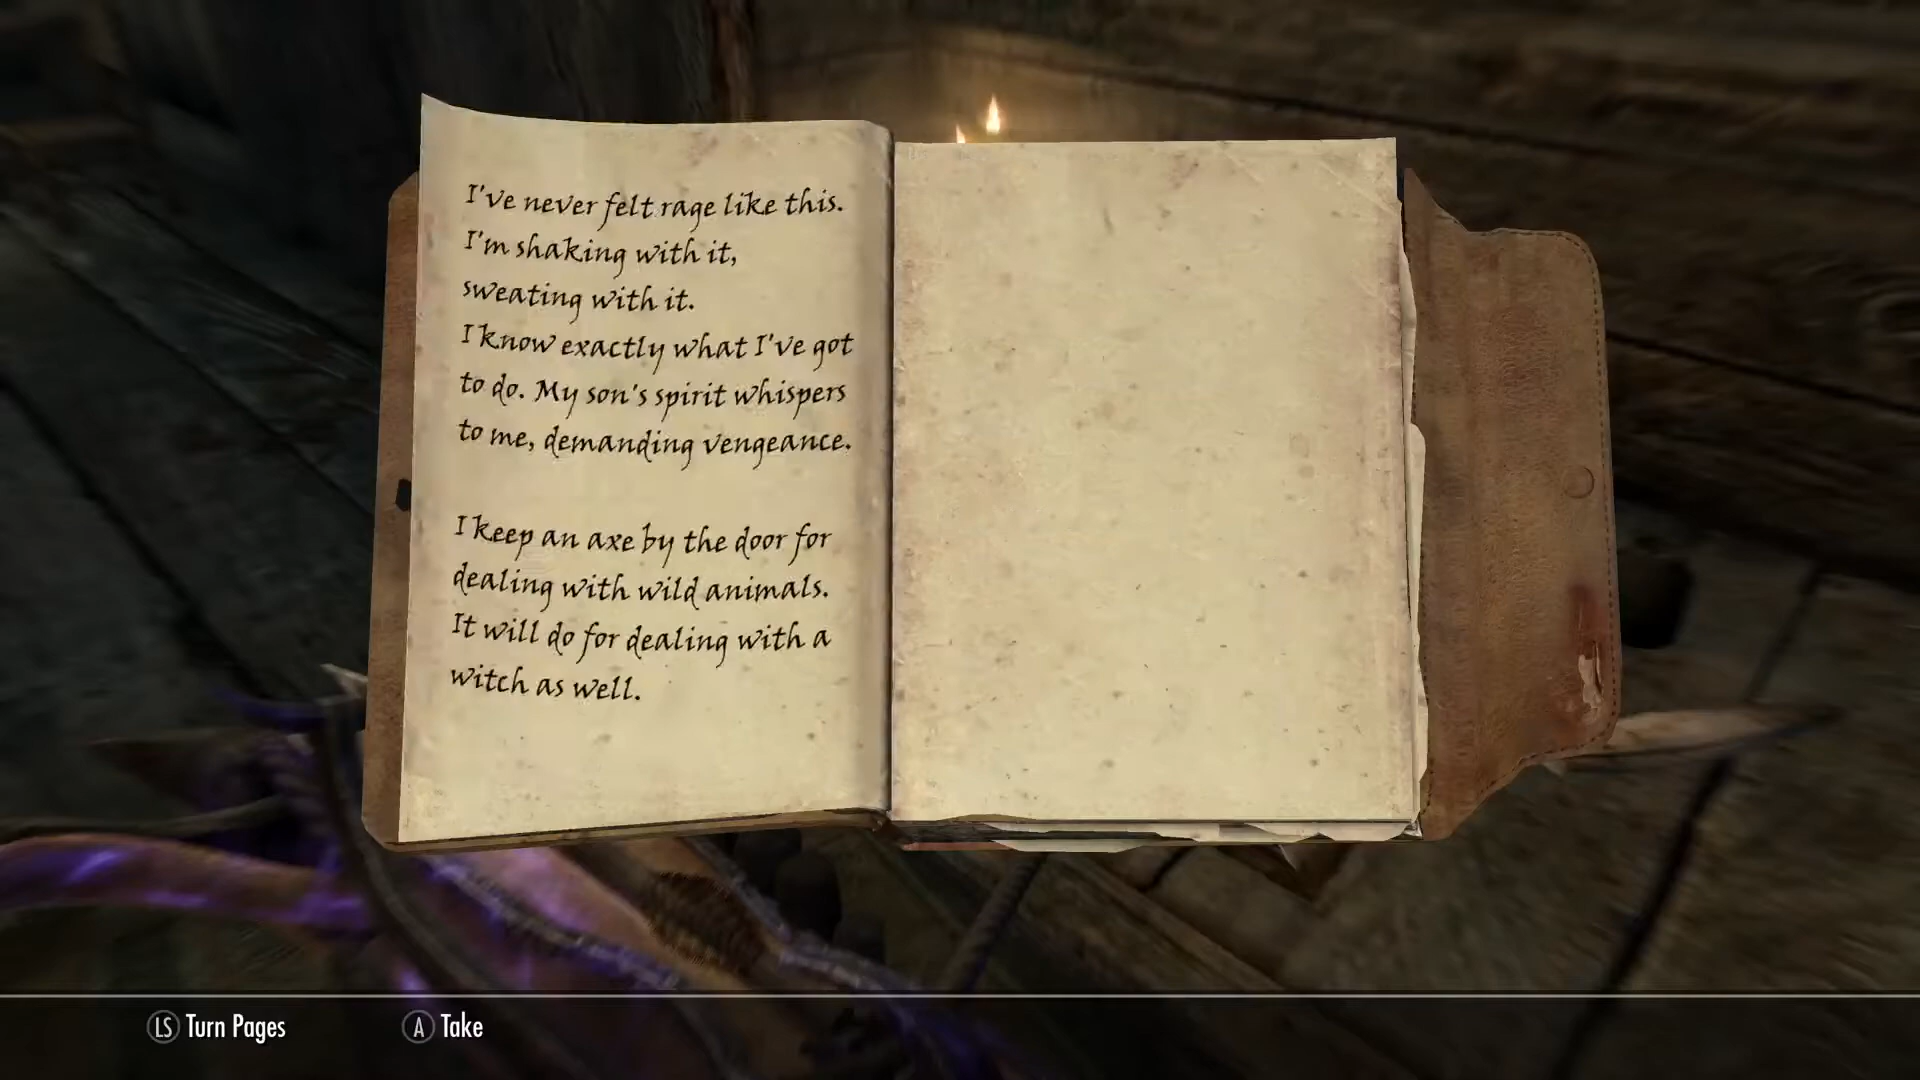 I've never felt rage like this.
I'm shaking with it,
sweating with it.
I know exactly what I've got
to do. My son's spirit whispers
to me, demanding vengeance.
I keep an axe by the door for
dealing with wild animals.
It will do for dealing with a
witch as well.
LS Turn Pages
A Take